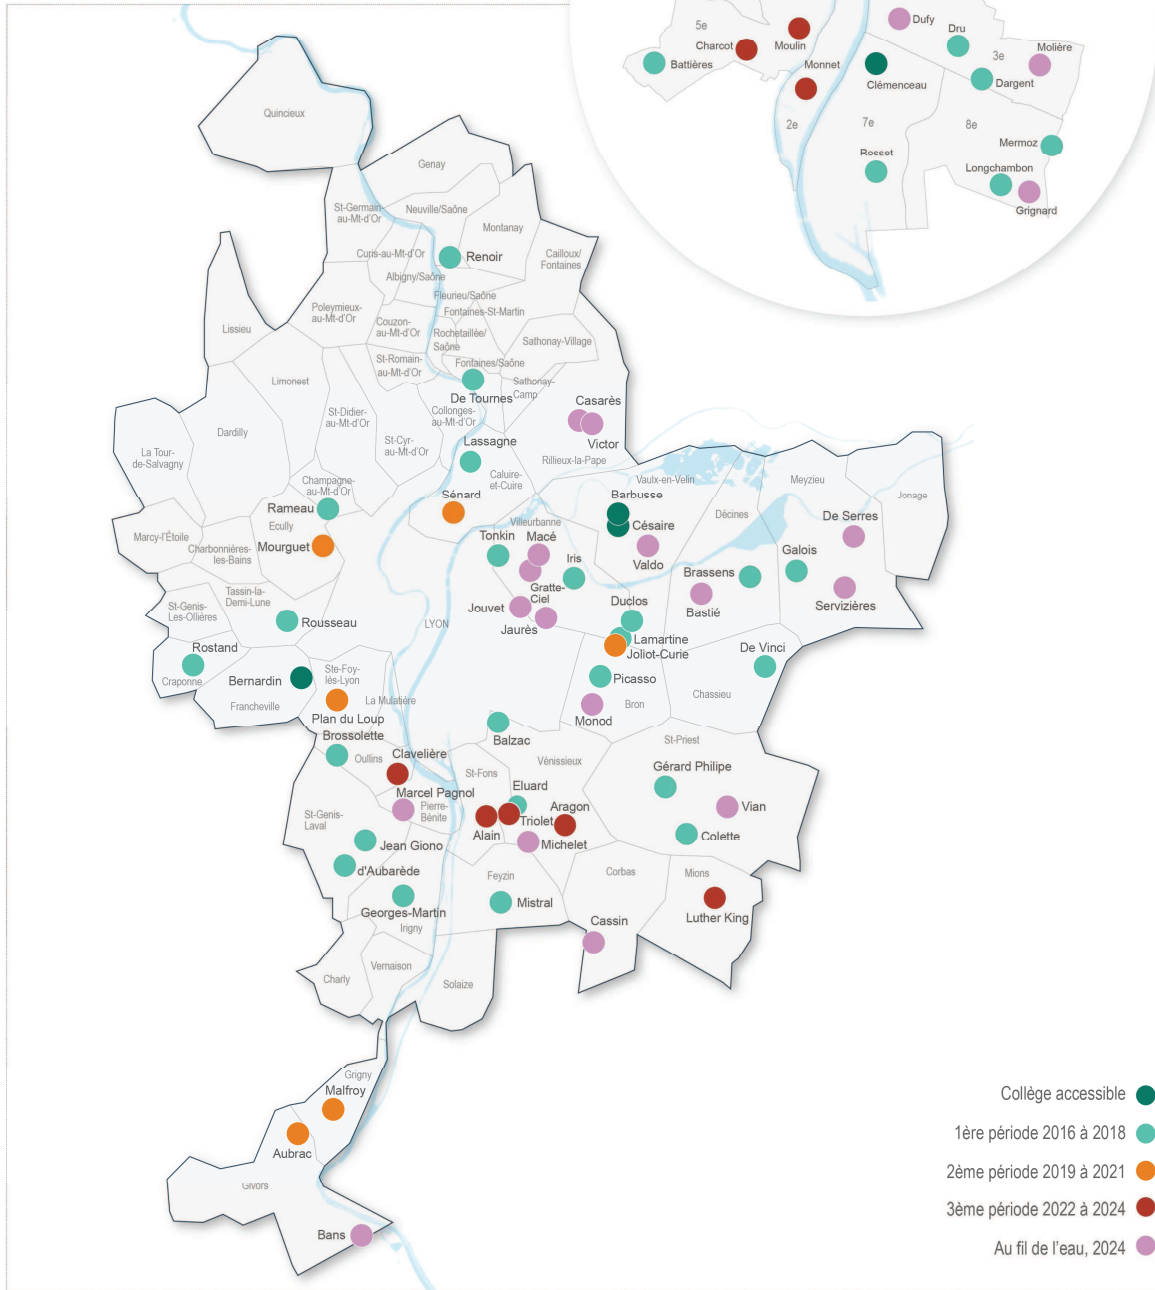 5e
Dufy
Dru
Charcot
Moulin
3e
Molière
Battières
Monnet
Clémenceau
Dargent
2e
7e
8e
Mermoz
Rosset
Longchambon
Grignard
Quincieux
Genay
St-Germain-
au-Mt-d'Or
Neuville/Saône
Montanay
Curis-au-Mt-d'Or
Renoir
Cailloux/
Fontaines
Albigny/Saône
Fleurieu/Saône
Poleymieux-
au-Mt-d'Or
Fontaines-St-Martin
Lissieu
Couzon-
au-Mt-d'Or
Rochetaillée/
Saône
Sathonay-Village
St-Romain-
au-Mt-d'Or
Fontaines/Saône
Limonest
Sathonay-
Camp
De Tournes
Casarès
St-Didier-
au-Mt-d'Or
Collonges-
au-Mt-d'Or
Dardilly
St-Cyr-
au-Mt-d'Or
Lassagne
Victor
La Tour-
de-Salvagny
Rillieux-la-Pape
Champagne-
au-Mt-d'Or
Caluire-
et-Cuire
Vaulx-en-Velin
Meyzieu
Sénard
Barbusse
Jonage
Rameau
Décines
De Serres
Ecully
Villeurbanne
Césaire
Marcy-l'Étoile
Mourguet
Tonkin
Macé
Charbonnières-
les-Bains
Iris
Valdo
Galois
Brassens
Tassin-la-
Demi-Lune
Gratte-
Ciel
St-Genis-
Les-Ollières
Jouvet
Duclos
Bastié
Servizières
Rousseau
LYON
Jaurès
Lamartine
Rostand
Joliot-Curie
De Vinci
Craponne
Bernardin
Ste-Foy-
lès-Lyon
Picasso
Chassieu
Francheville
La Mulatière
Bron
Plan du Loup
Monod
Brossolette
Balzac
St-Priest
Oullins
Clavelière
Vénissieux
St-Fons
Gérard Philipe
Marcel Pagnol
Eluard
Aragon
St-Genis-
Laval
Pierre-
Bénite
Triolet
Vian
Alain
Colette
Jean Giono
Michelet
d'Aubarède
Feyzin
Corbas
Mions
Mistral
Georges-Martin
Luther King
Irigny
Cassin
Vernaison
Charly
Solaize
Grigny
Malfroy
Aubrac
Givors
Bans
Collège accessible
1ère période 2016 à 2018
2ème période 2019 à 2021
3ème période 2022 à 2024
Au fil de l'eau, 2024